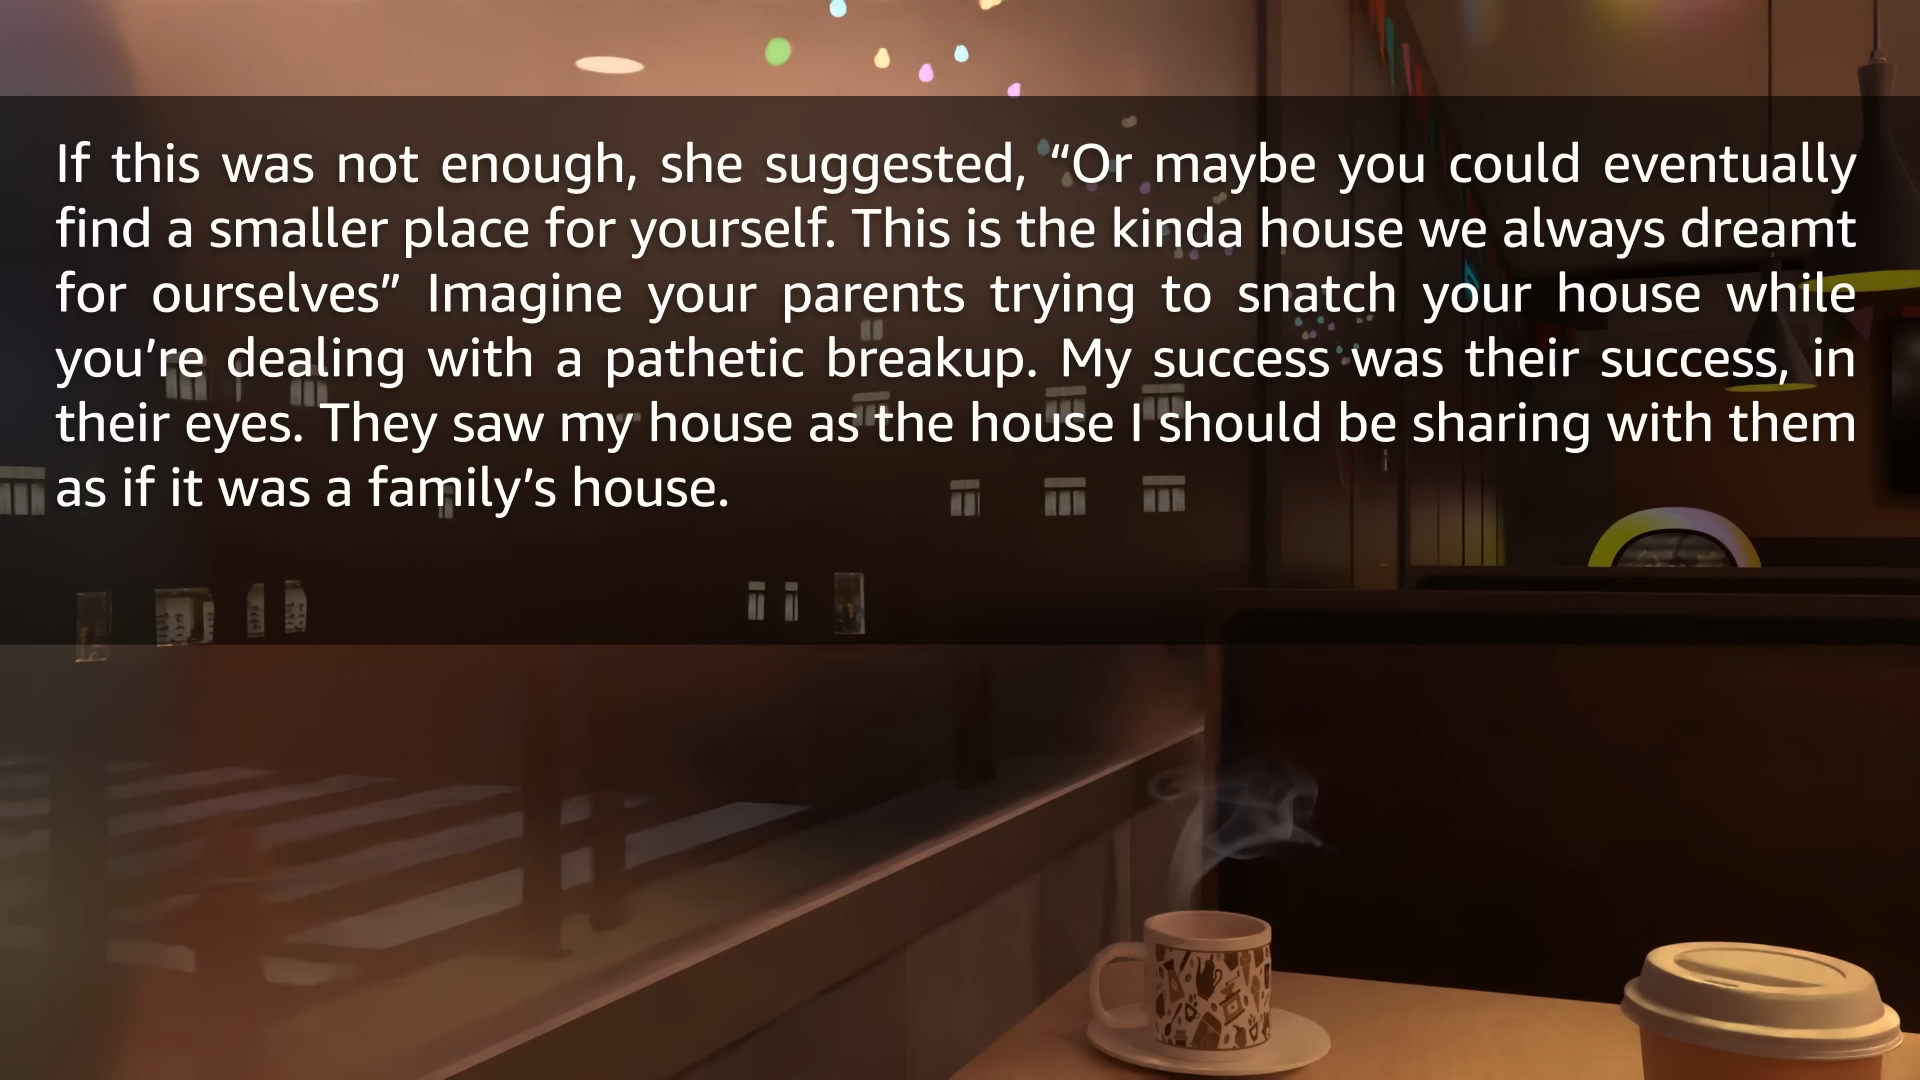 If this was not enough, she suggested, “Or maybe you could eventually
find a smaller place for yourself. This is the kinda house we always dreamt
for ourselves” Imagine your parents trying to snatch your house while
you’re dealing with a pathetic breakup. My success was their success, in
their eyes. They saw my house as the house I should be sharing with them
as if it was a family’s house.